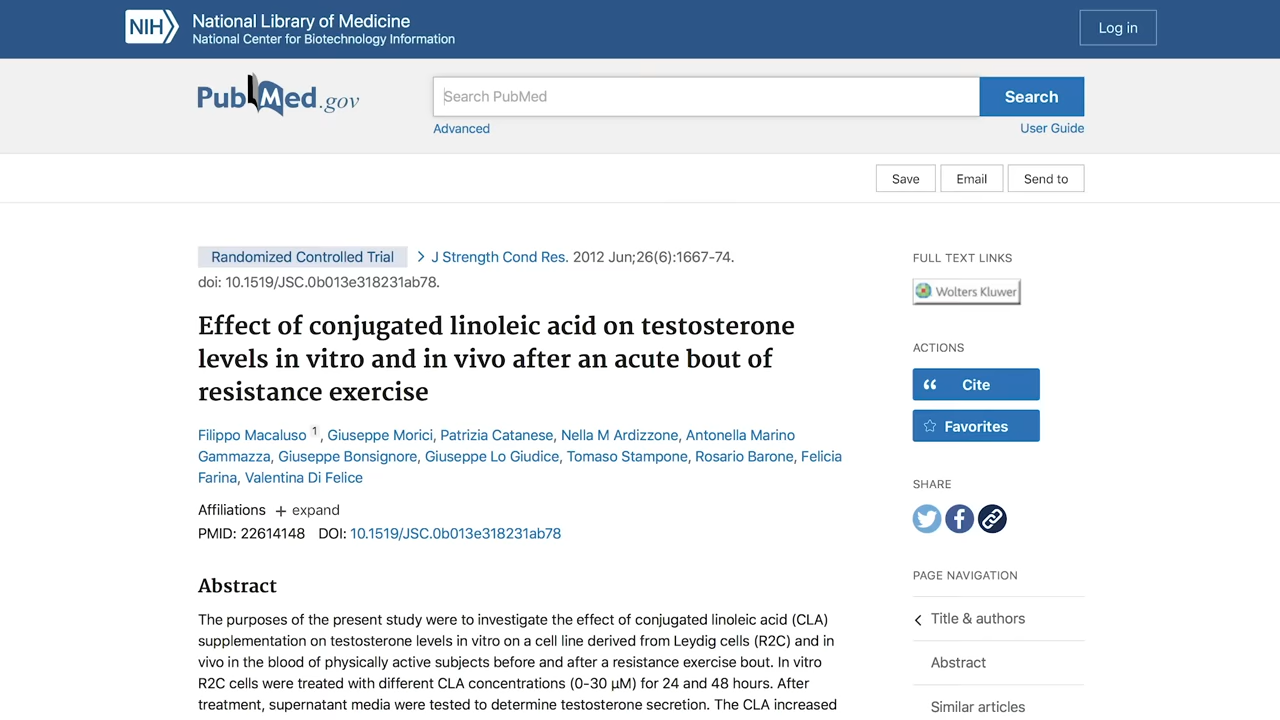 NIH
National Library of Medicine
National Center for Biotechnology Information
Log in
PubMed.gov
Search PubMed
Search
Advanced
User Guide
Save
Email
Send to
Randomized Controlled Trial
> J Strength Cond Res. 2012 Jun;26(6):1667-74.
doi: 10.1519/JSC.0b013e318231ab78.
Effect of conjugated linoleic acid on testosterone
levels in vitro and in vivo after an acute bout of
resistance exercise
Filippo Macaluso 1, Giuseppe Morici, Patrizia Catanese, Nella M Ardizzone, Antonella Marino
Gammazza, Giuseppe Bonsignore, Giuseppe Lo Giudice, Tomaso Stampone, Rosario Barone, Felicia
Farina, Valentina Di Felice
Affiliations + expand
PMID: 22614148 DOI: 10.1519/JSC.0b013e318231ab78
Abstract
The purposes of the present study were to investigate the effect of conjugated linoleic acid (CLA)
supplementation on testosterone levels in vitro on a cell line derived from Leydig cells (R2C) and in
vivo in the blood of physically active subjects before and after a resistance exercise bout. In vitro
R2C cells were treated with different CLA concentrations (0-30 μM) for 24 and 48 hours. After
treatment, supernatant media were tested to determine testosterone secretion. The CLA increased
FULL TEXT LINKS
Wolters Kluwer
ACTIONS
Cite
Favorites
SHARE
PAGE NAVIGATION
Title & authors
Abstract
Similar articles